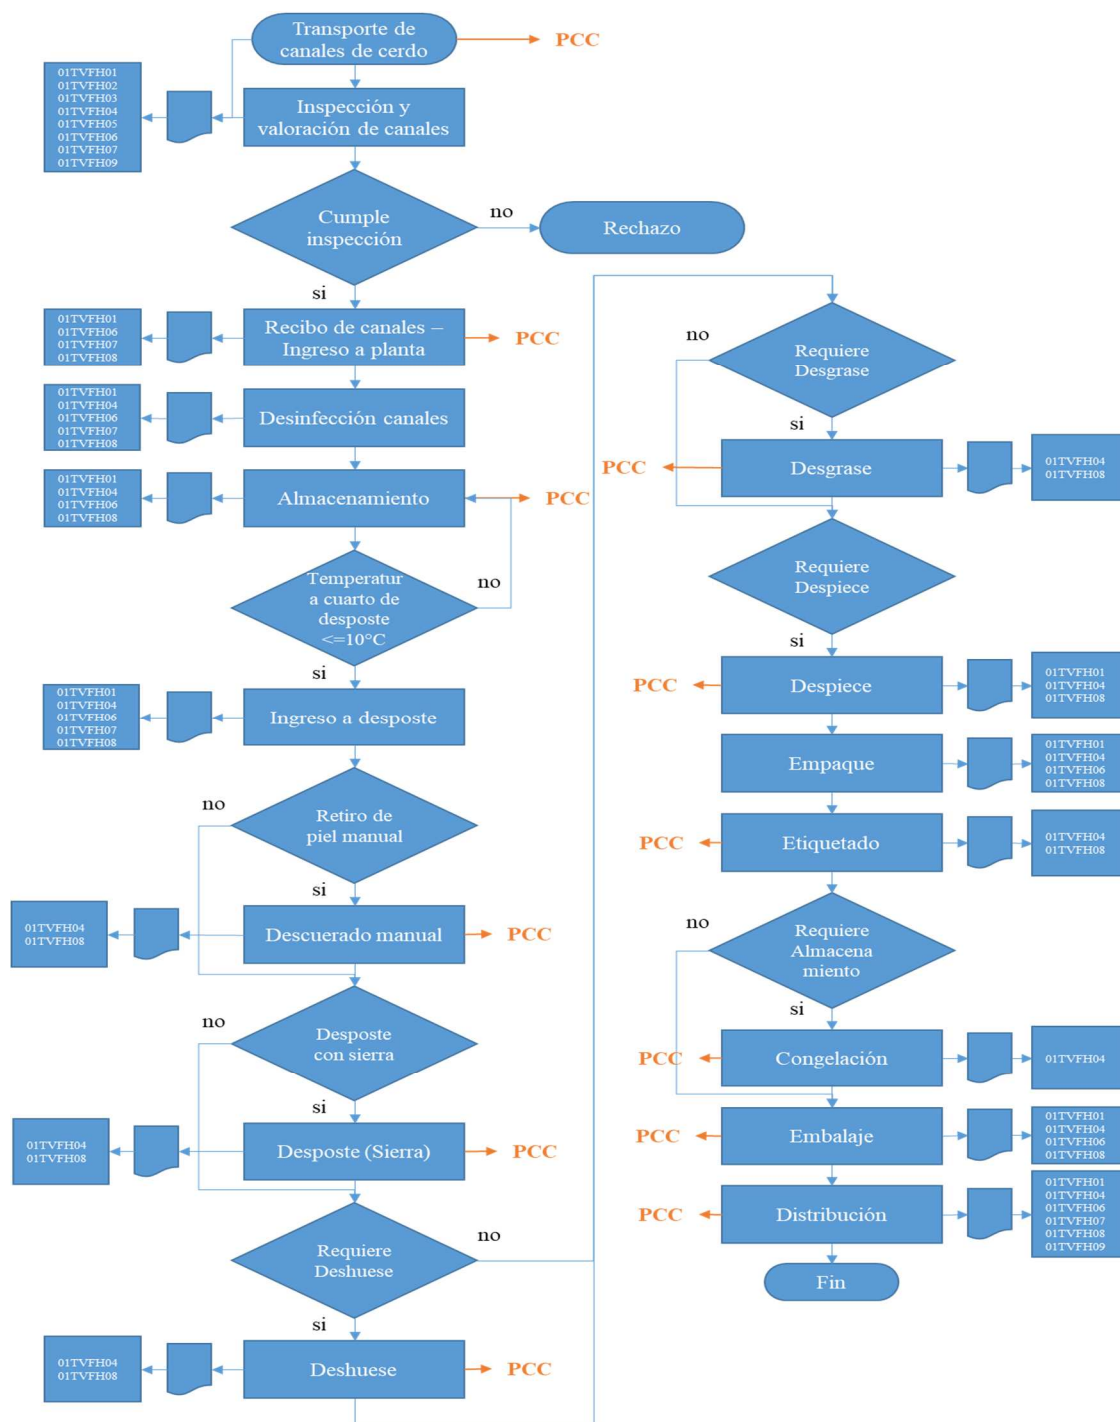 Transporte de
canales de cerdo
PCC
01TVFH01
01TVFH02
01TVFH03
01TVFH04
01TVFH05
01TVFH06
01TVFH07
01TVFH09
Inspección y
valoración de canales
Cumple
inspección
no
Rechazo
si
01TVFH01
01TVFH06
01TVFH07
01TVFH08
Recibo de canales –
Ingreso a planta
PCC
01TVFH01
01TVFH04
01TVFH06
01TVFH07
01TVFH08
Desinfección canales
01TVFH01
01TVFH04
01TVFH06
01TVFH08
Almacenamiento
PCC
Temperatur
a cuarto de
desposte
<=10°C
no
si
01TVFH01
01TVFH04
01TVFH06
01TVFH07
01TVFH08
Ingreso a desposte
no
Retiro de
piel manual
si
01TVFH04
01TVFH08
Descuerado manual
PCC
no
Desposte
con sierra
si
01TVFH04
01TVFH08
Desposte (Sierra)
PCC
Requiere
Deshuese
no
si
01TVFH04
01TVFH08
Deshuese
PCC
no
Requiere
Desgrase
si
PCC
Desgrase
01TVFH04
01TVFH08
Requiere
Despiece
si
PCC
Despiece
01TVFH01
01TVFH04
01TVFH08
Empaque
01TVFH01
01TVFH04
01TVFH06
01TVFH08
PCC
Etiquetado
01TVFH04
01TVFH08
no
Requiere
Almacena
miento
si
PCC
Congelación
01TVFH04
PCC
Embalaje
01TVFH01
01TVFH04
01TVFH06
01TVFH08
PCC
Distribución
01TVFH01
01TVFH04
01TVFH06
01TVFH07
01TVFH08
01TVFH09
Fin